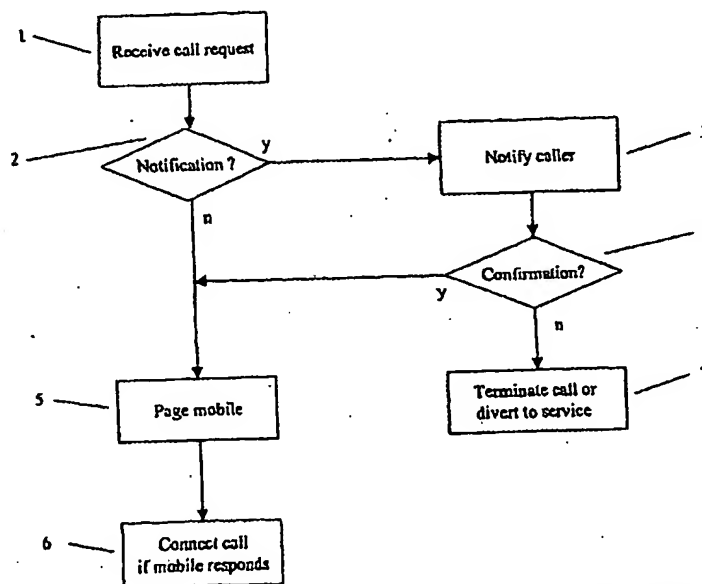 1
Receive call request
2
Notification ?
y
n
Notify caller
Confirmation?
y
n
5
Page mobile
Terminate call or
divert to service
6
Connect call
if mobile responds